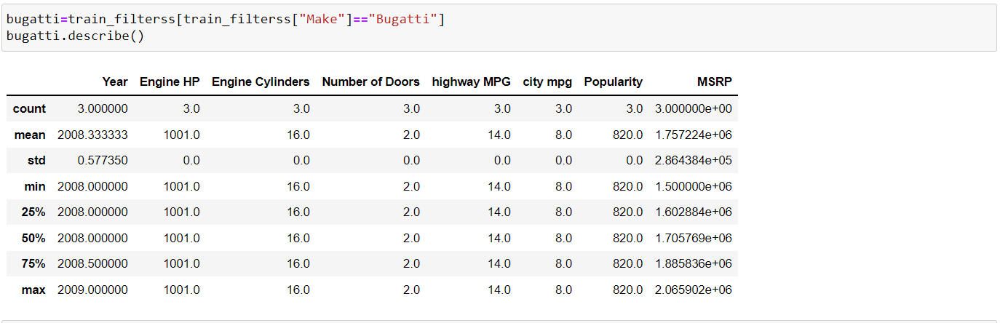 bugatti=train_filterss[train_filterss["Make"]=="Bugatti"]
bugatti.describe()
Year Engine HP Engine Cylinders Number of Doors highway MPG city mpg Popularity MSRP
count 3.000000 3.0 3.0 3.0 3.0 3.0 3.0 3.000000e+00
mean 2008.333333 1001.0 16.0 2.0 14.0 8.0 820.0 1.757224e+06
std 0.577350 0.0 0.0 0.0 0.0 0.0 0.0 2.864384e+05
min 2008.000000 1001.0 16.0 2.0 14.0 8.0 820.0 1.500000e+06
25% 2008.000000 1001.0 16.0 2.0 14.0 8.0 820.0 1.602884e+06
50% 2008.000000 1001.0 16.0 2.0 14.0 8.0 820.0 1.705769e+06
75% 2008.500000 1001.0 16.0 2.0 14.0 8.0 820.0 1.885836e+06
max 2009.000000 1001.0 16.0 2.0 14.0 8.0 820.0 2.065902e+06